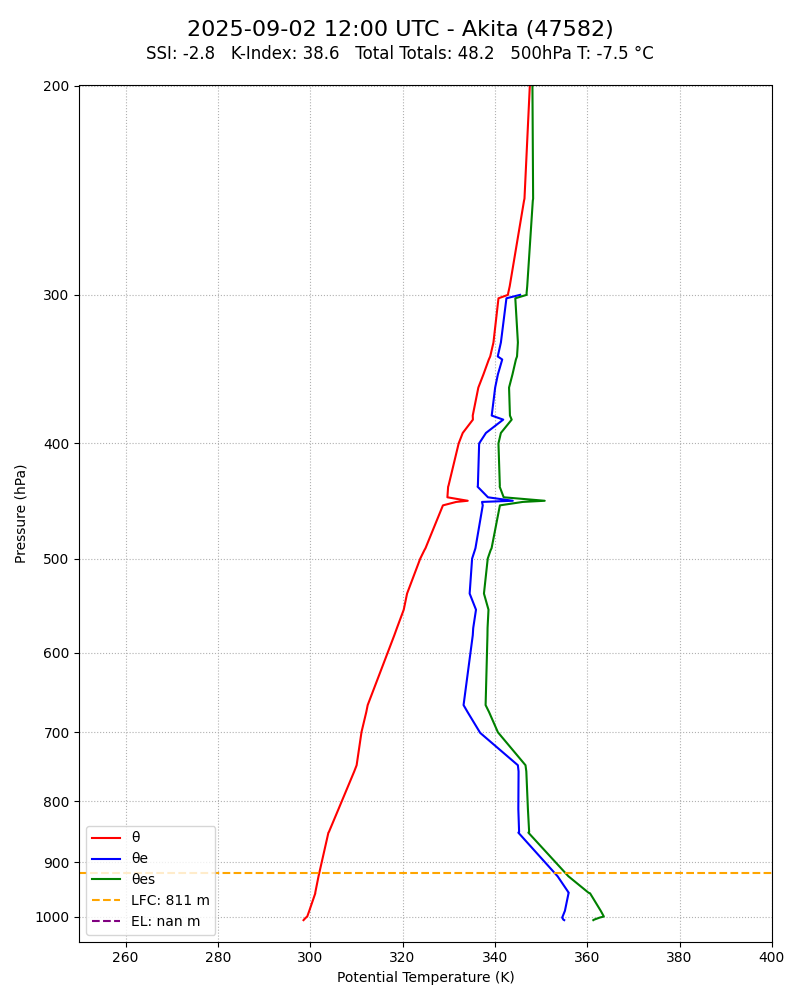 2025-09-02 12:00 UTC - Akita (47582)
SSI: -2.8 K-Index: 38.6 Total Totals: 48.2 500hPa T: -7.5 °C
200
300
400
500
600
700
800
900
1000
Pressure (hPa)
θ
θe
θes
LFC: 811 m
EL: nan m
260 280 300 320 340 360 380 400
Potential Temperature (K)